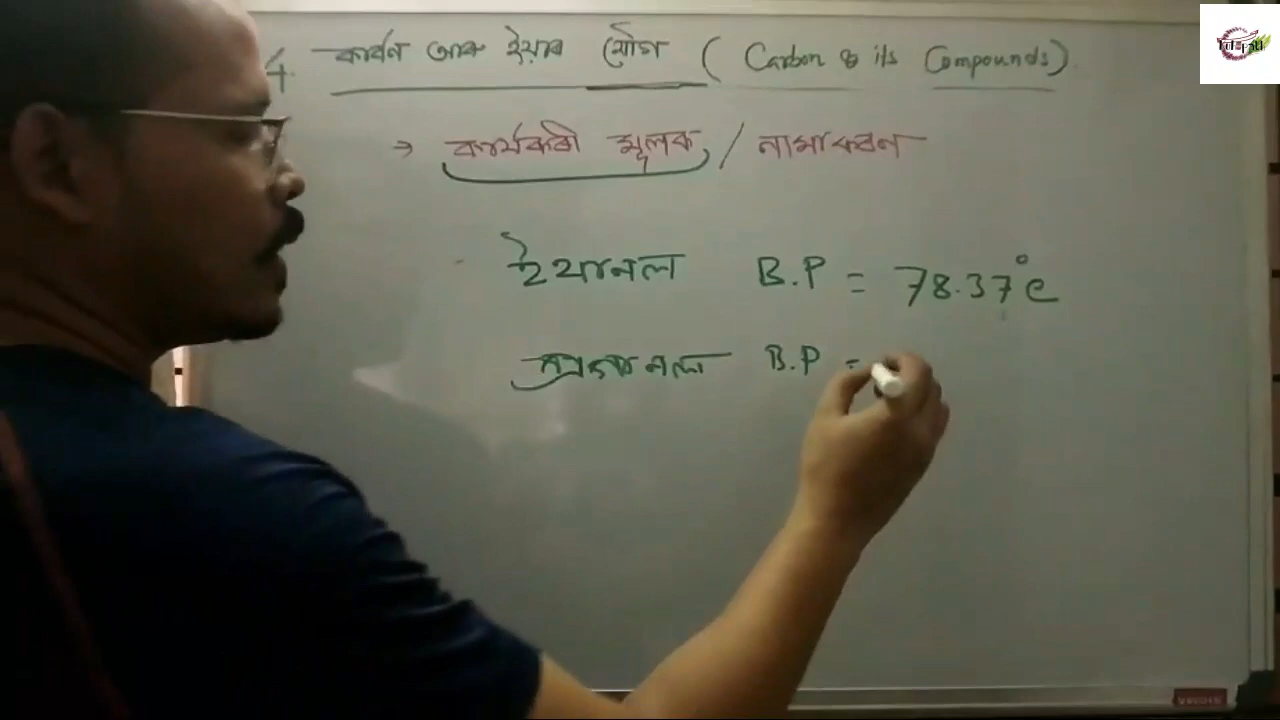 4. কাৰ্বন আৰু ইয়াৰ যৌগ ( Carbon & its Compounds ).
→ কাৰ্যকৰী মূলক / নামাকৰণ
ইথানল B.P = 78.37°C
প্ৰপানল B.P =